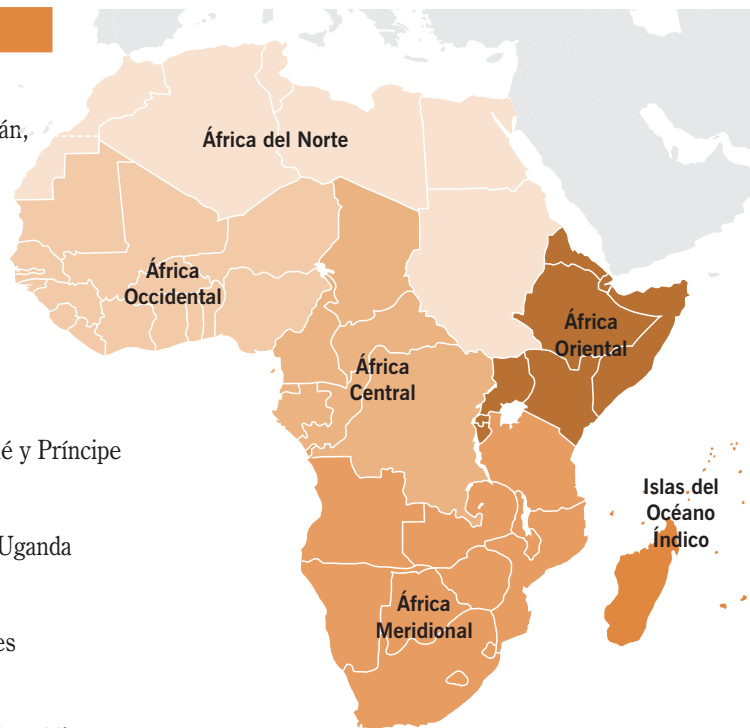 án,
é y Príncipe
Uganda
es
África del Norte
África
Occidental
África
Central
África
Oriental
Islas del
Océano
Índico
África
Meridional